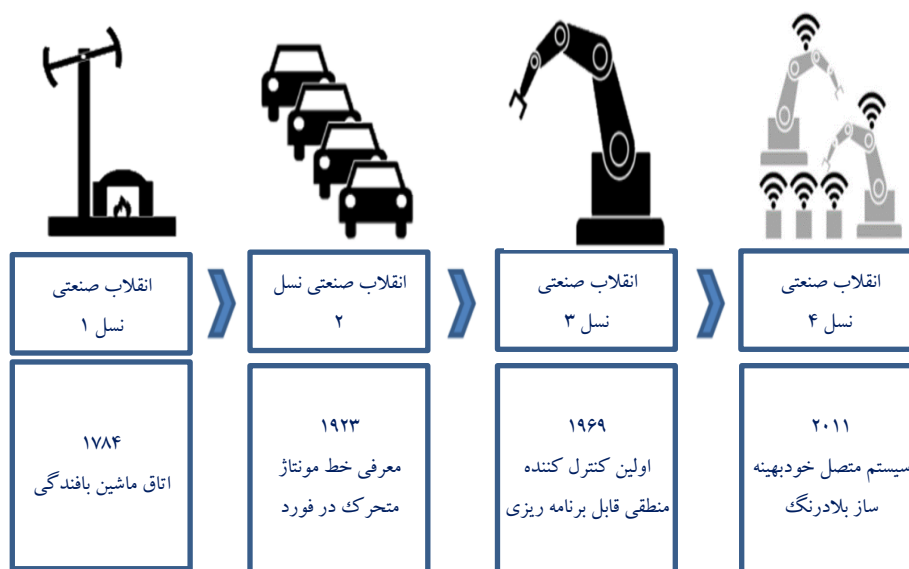 انقلاب صنعتی
نسل ۱
انقلاب صنعتی نسل
۲
انقلاب صنعتی
نسل ۳
انقلاب صنعتی
نسل ۴
۱۷۸۴
اتاق ماشین بافندگی
۱۹۲۳
معرفی خط مونتاژ
متحرک در فورد
۱۹۶۹
اولین کنترل کننده
منطقی قابل برنامه ریزی
۲۰۱۱
سیستم متصل خودبهینه
ساز بلادرنگ